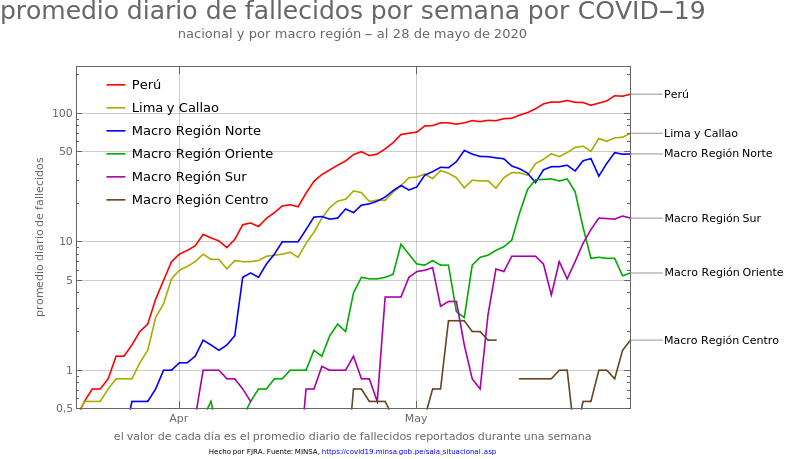 promedio diario de fallecidos por semana por COVID‒19
nacional y por macro región ‒ al 28 de mayo de 2020
Perú
Lima y Callao
Macro Región Norte
Macro Región Oriente
Macro Región Sur
Macro Región Centro
promedio diario de fallecidos
100
50
10
5
1
0,5
Apr
May
Perú
Lima y Callao
Macro Región Norte
Macro Región Sur
Macro Región Oriente
Macro Región Centro
el valor de cada día es el promedio diario de fallecidos reportados durante una semana
Hecho por FJRA. Fuente: MINSA, https://covid19.minsa.gob.pe/sala_situacional.asp